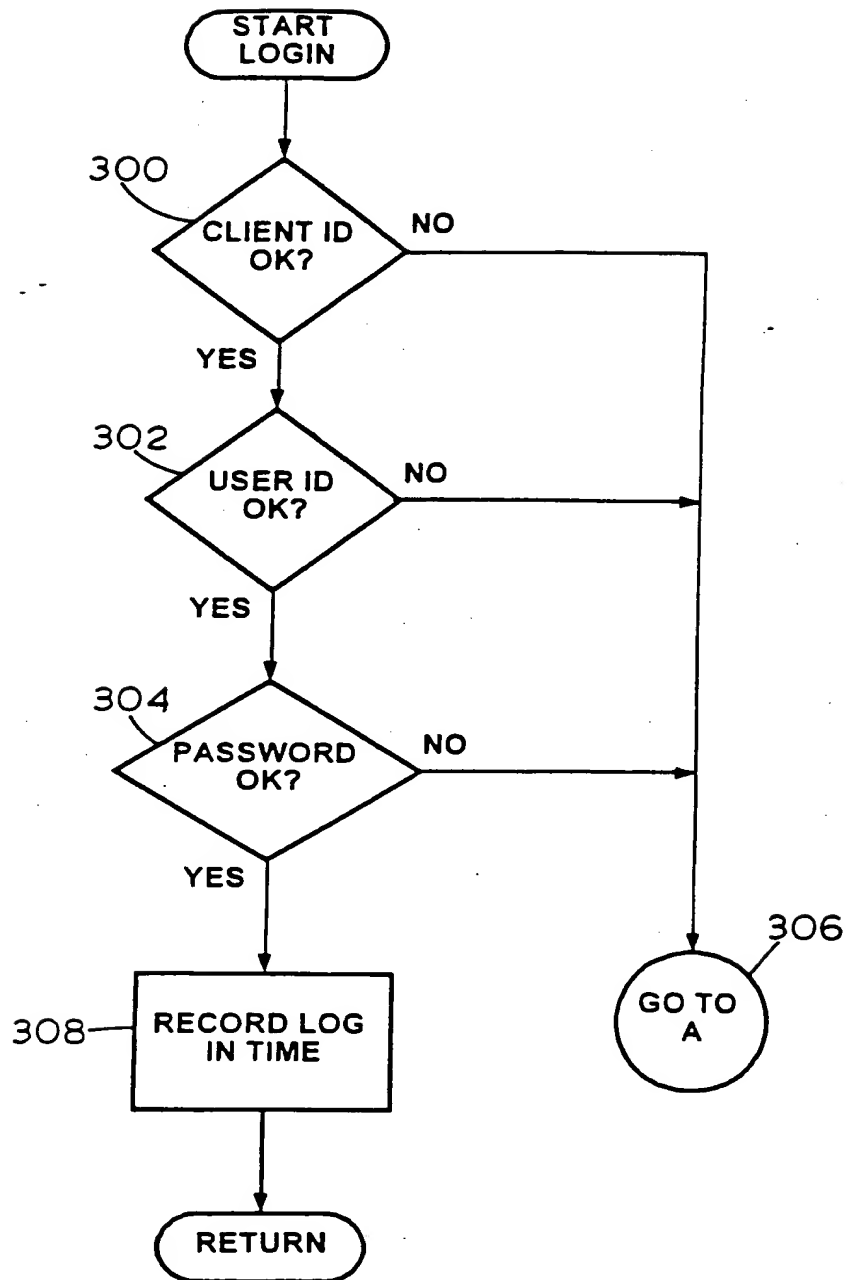 START
LOGIN
300
CLIENT ID
OK?
NO
YES
302
USER ID
OK?
NO
YES
304
PASSWORD
OK?
NO
YES
306
GO TO
A
308
RECORD LOG
IN TIME
RETURN